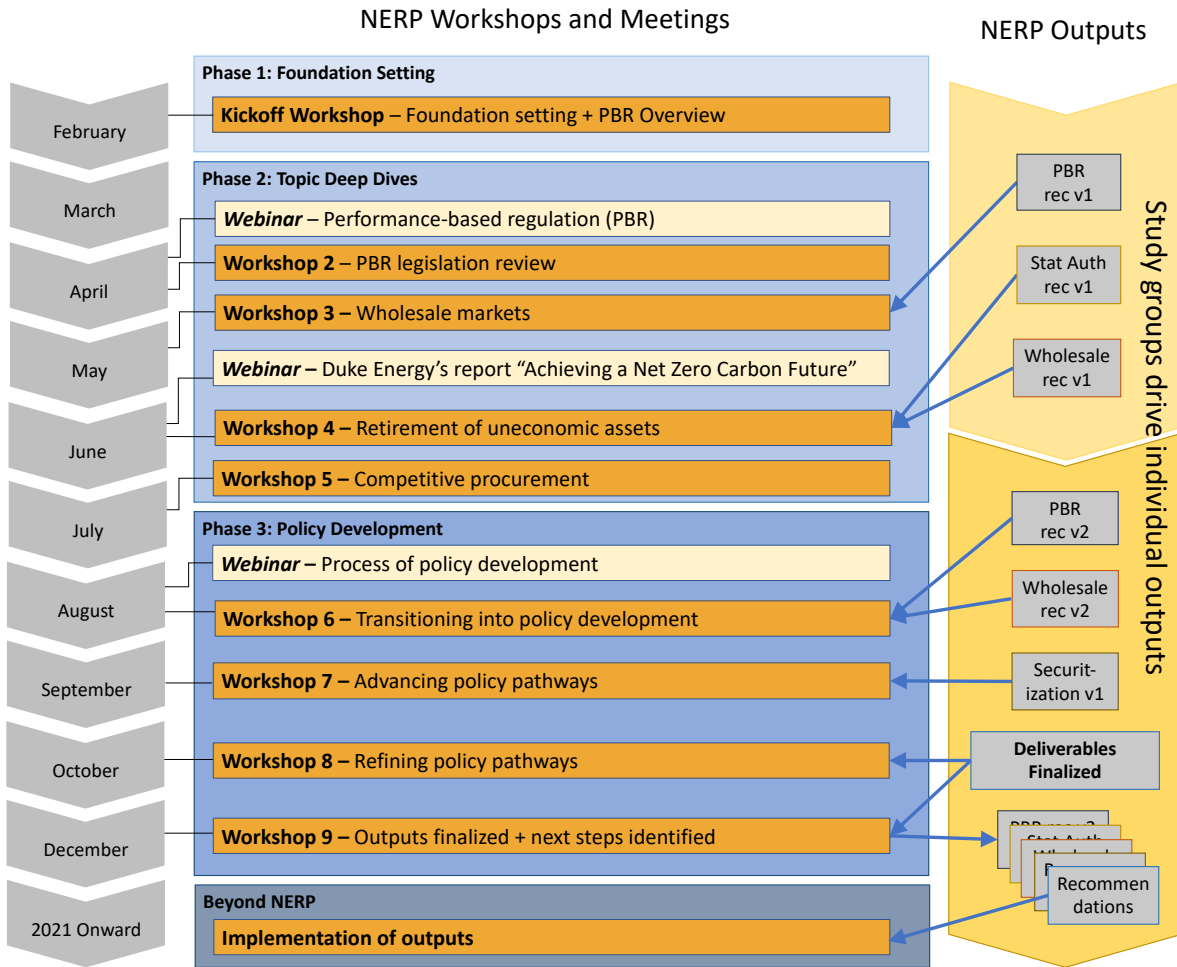 NERP Workshops and Meetings
NERP Outputs
February
March
April
May
June
July
August
September
October
December
2021 Onward
Phase 1: Foundation Setting
Kickoff Workshop – Foundation setting + PBR Overview
Phase 2: Topic Deep Dives
Webinar – Performance-based regulation (PBR)
Workshop 2 – PBR legislation review
Workshop 3 – Wholesale markets
Webinar – Duke Energy’s report “Achieving a Net Zero Carbon Future”
Workshop 4 – Retirement of uneconomic assets
Workshop 5 – Competitive procurement
Phase 3: Policy Development
Webinar – Process of policy development
Workshop 6 – Transitioning into policy development
Workshop 7 – Advancing policy pathways
Workshop 8 – Refining policy pathways
Workshop 9 – Outputs finalized + next steps identified
Beyond NERP
Implementation of outputs
PBR
rec v1
Stat Auth
rec v1
Wholesale
rec v1
PBR
rec v2
Wholesale
rec v2
Securit-
ization v1
Deliverables
Finalized
Stat Auth
Recommen
dations
Study groups drive individual outputs